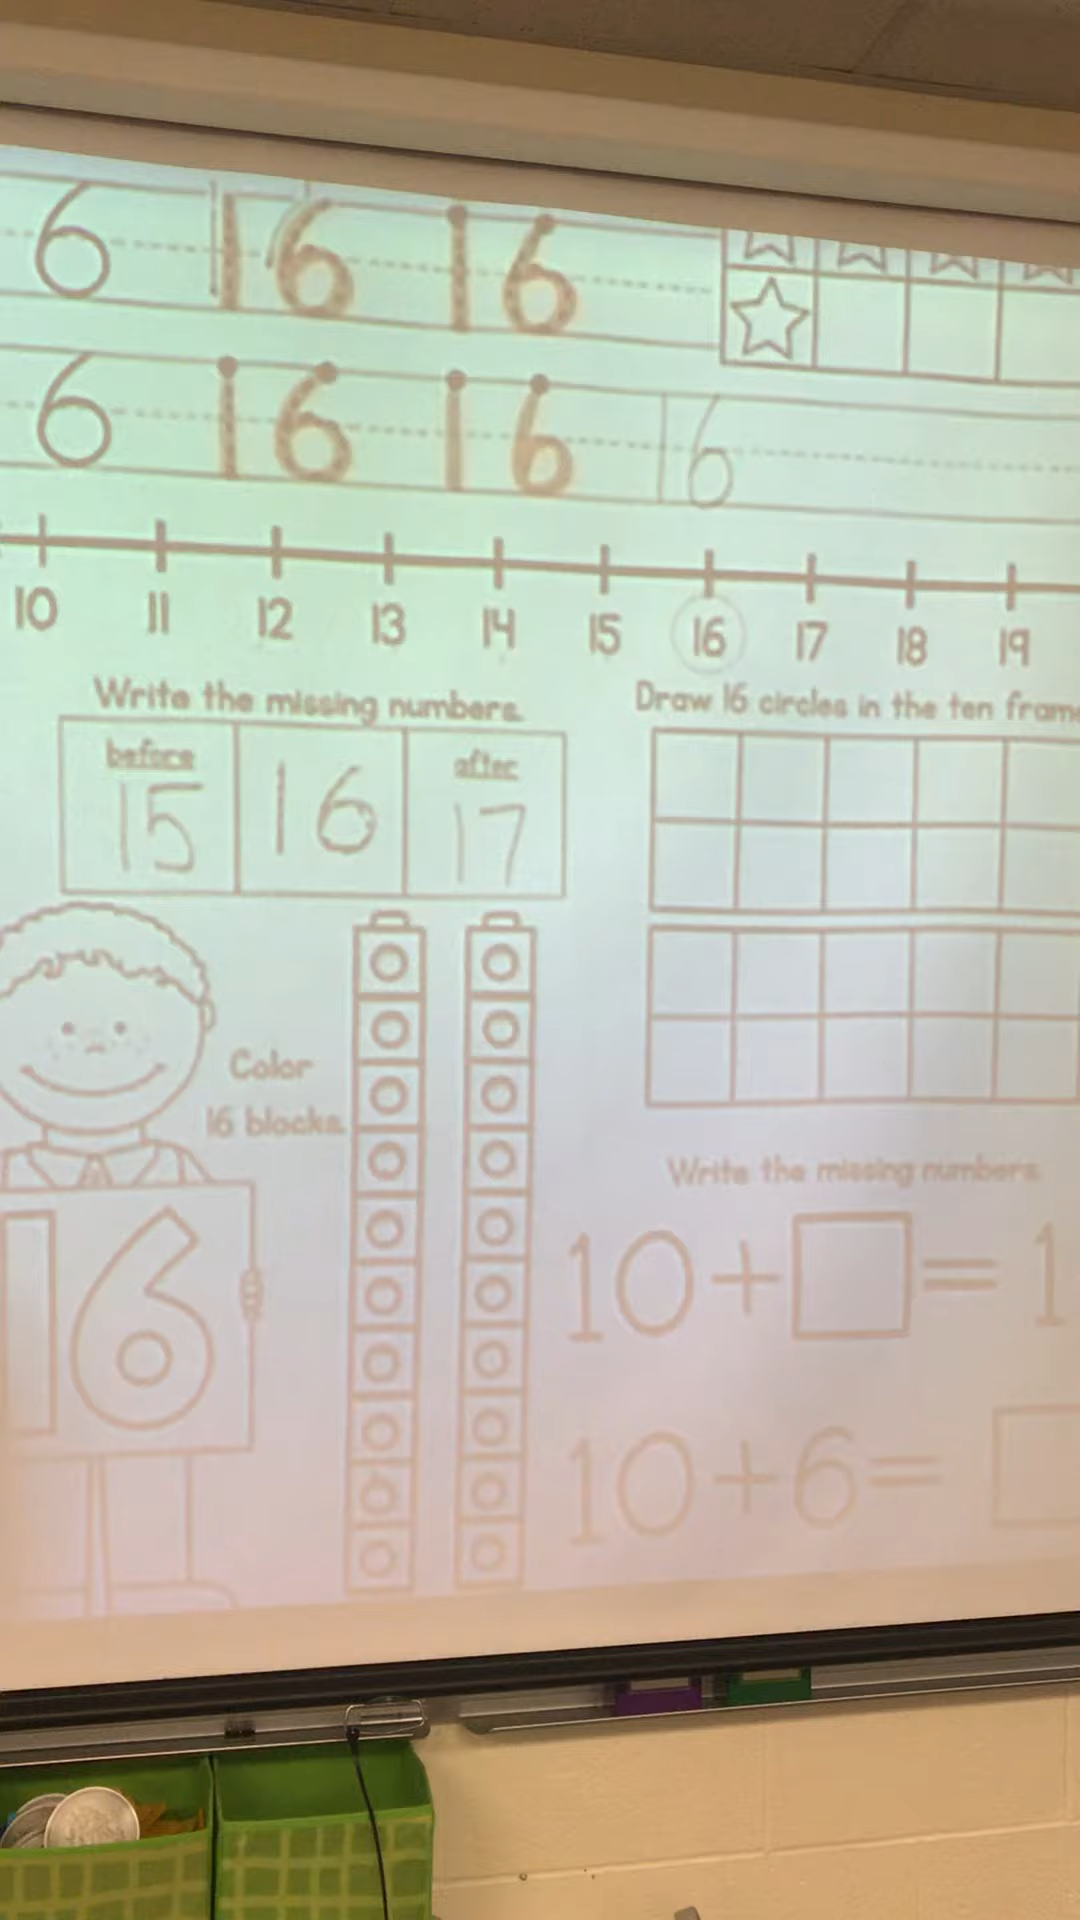 6 16 16
6 16 16 16
10 11 12 13 14 15 16 17 18 19
Write the missing numbers.
before
after
15 16 17
Draw 16 circles in the ten fram
Color
16 blocks.
16
Write the missing numbers.
10 + = 1
10 + 6 =